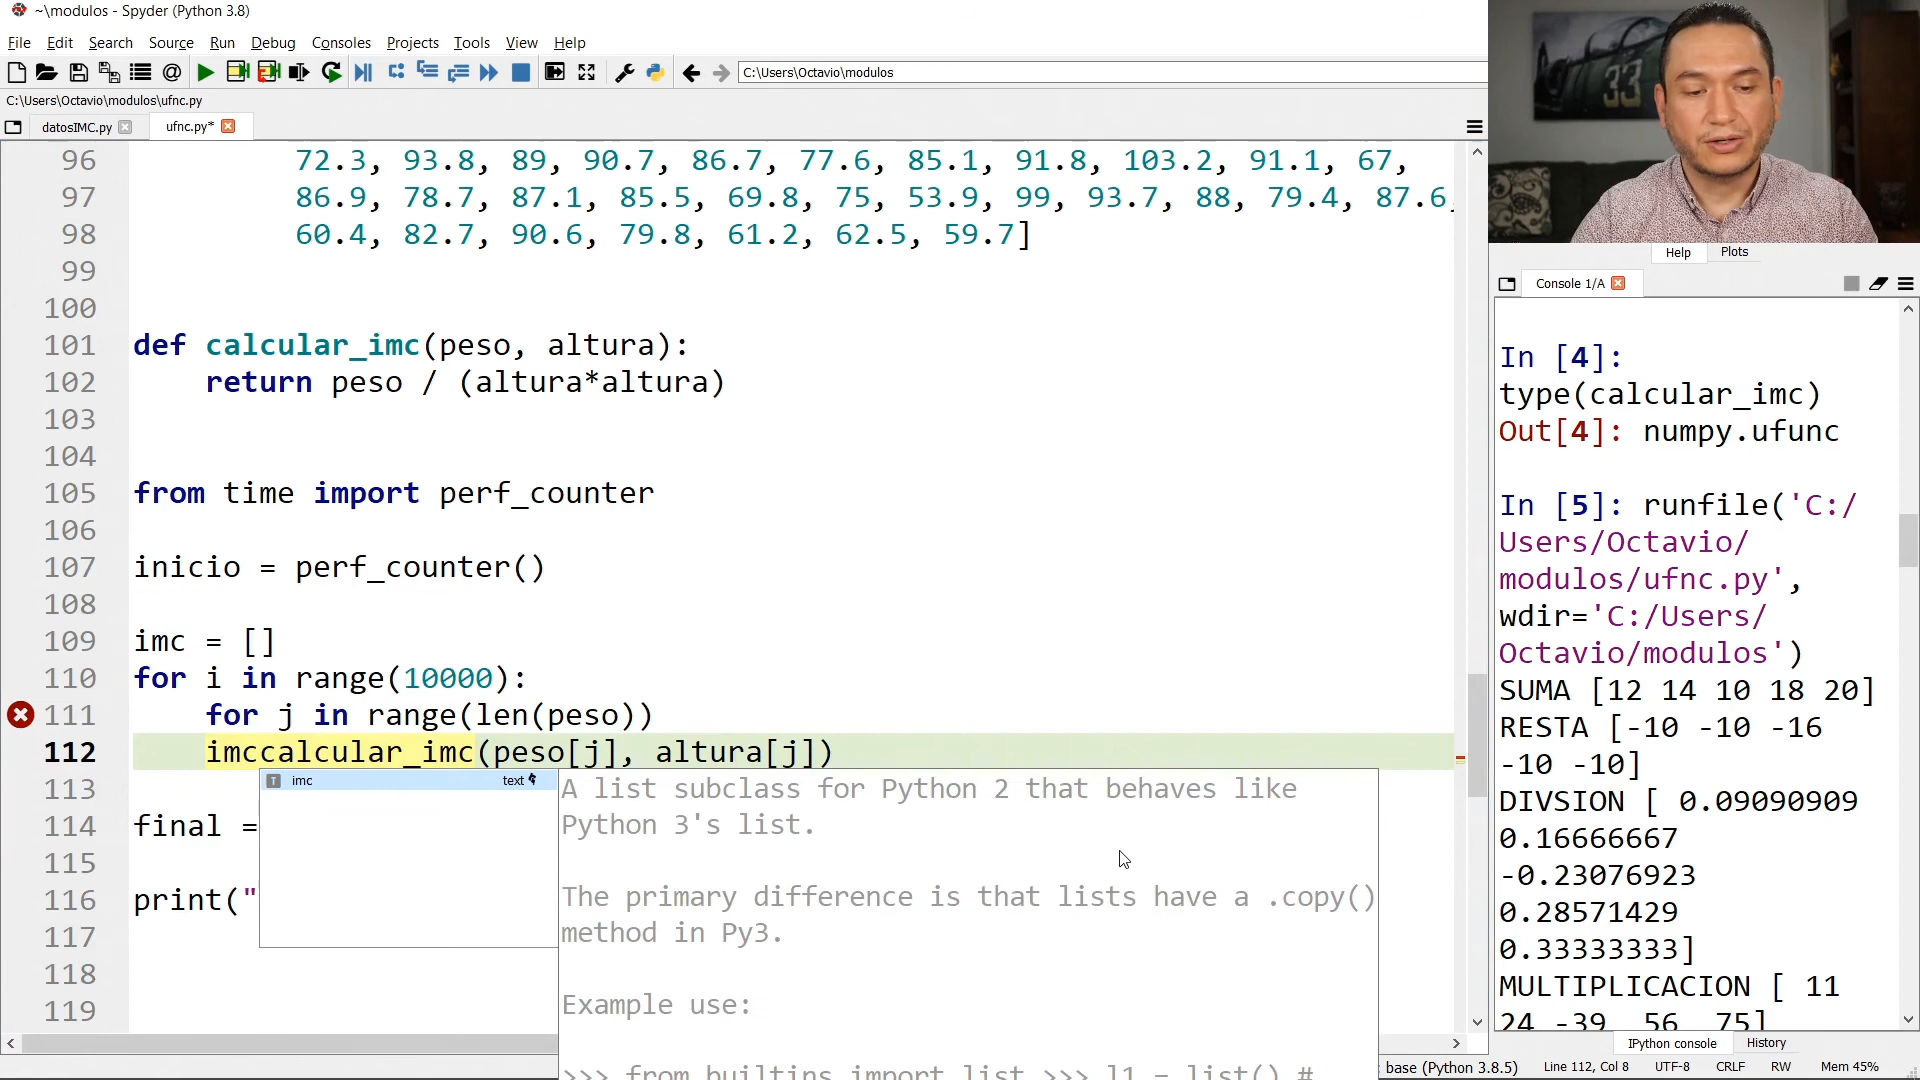 ~\modulos - Spyder (Python 3.8)
File Edit Search Source Run Debug Consoles Projects Tools View Help
C:\Users\Octavio\modulos
C:\Users\Octavio\modulos\ufnc.py
datosIMC.py ufnc.py*
96 72.3, 93.8, 89, 90.7, 86.7, 77.6, 85.1, 91.8, 103.2, 91.1, 67,
97 86.9, 78.7, 87.1, 85.5, 69.8, 75, 53.9, 99, 93.7, 88, 79.4, 87.6,
98 60.4, 82.7, 90.6, 79.8, 61.2, 62.5, 59.7]
99
100
101 def calcular_imc(peso, altura):
102 return peso / (altura*altura)
103
104
105 from time import perf_counter
106
107 inicio = perf_counter()
108
109 imc = []
110 for i in range(10000):
111 for j in range(len(peso))
112 imccalcular_imc(peso[j], altura[j])
113
114 final =
115
116 print("
117
118
119
imc text
A list subclass for Python 2 that behaves like
Python 3's list.
The primary difference is that lists have a .copy()
method in Py3.
Example use:
>>> from builtins import list >>> l1 = list() #
33
Help Plots
Console 1/A
In [4]:
type(calcular_imc)
Out[4]: numpy.ufunc
In [5]: runfile('C:/
Users/Octavio/
modulos/ufnc.py',
wdir='C:/Users/
Octavio/modulos')
SUMA [12 14 10 18 20]
RESTA [-10 -10 -16
-10 -10]
DIVSION [ 0.09090909
0.16666667
-0.23076923
0.28571429
0.33333333]
MULTIPLICACION [ 11
24 -39 56 75]
IPython console History
base (Python 3.8.5) Line 112, Col 8 UTF-8 CRLF RW Mem 45%